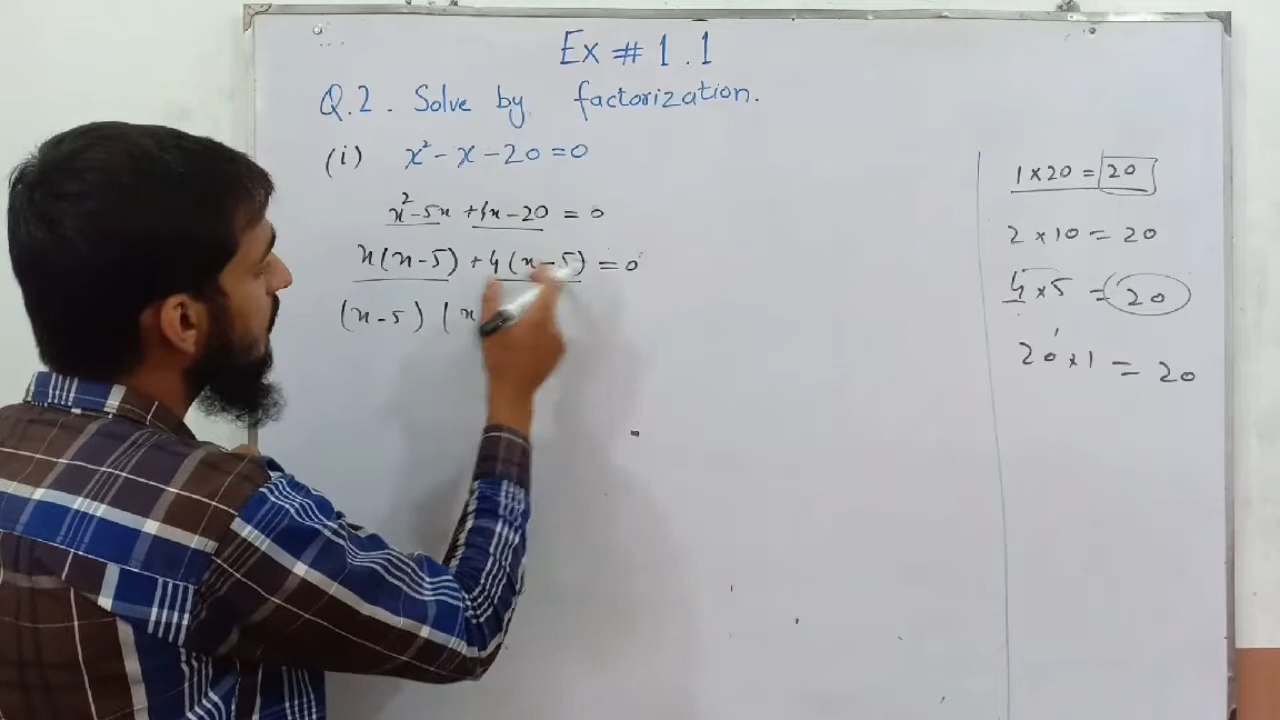 Ex # 1.1
Q.2. Solve by factorization.
(i) x² - x - 20 = 0
x² - 5x + 4x - 20 = 0
x(x - 5) + 4(x - 5) = 0
(x - 5) (x
1 × 20 = 20
2 × 10 = 20
4 × 5 = 20
20 × 1 = 20